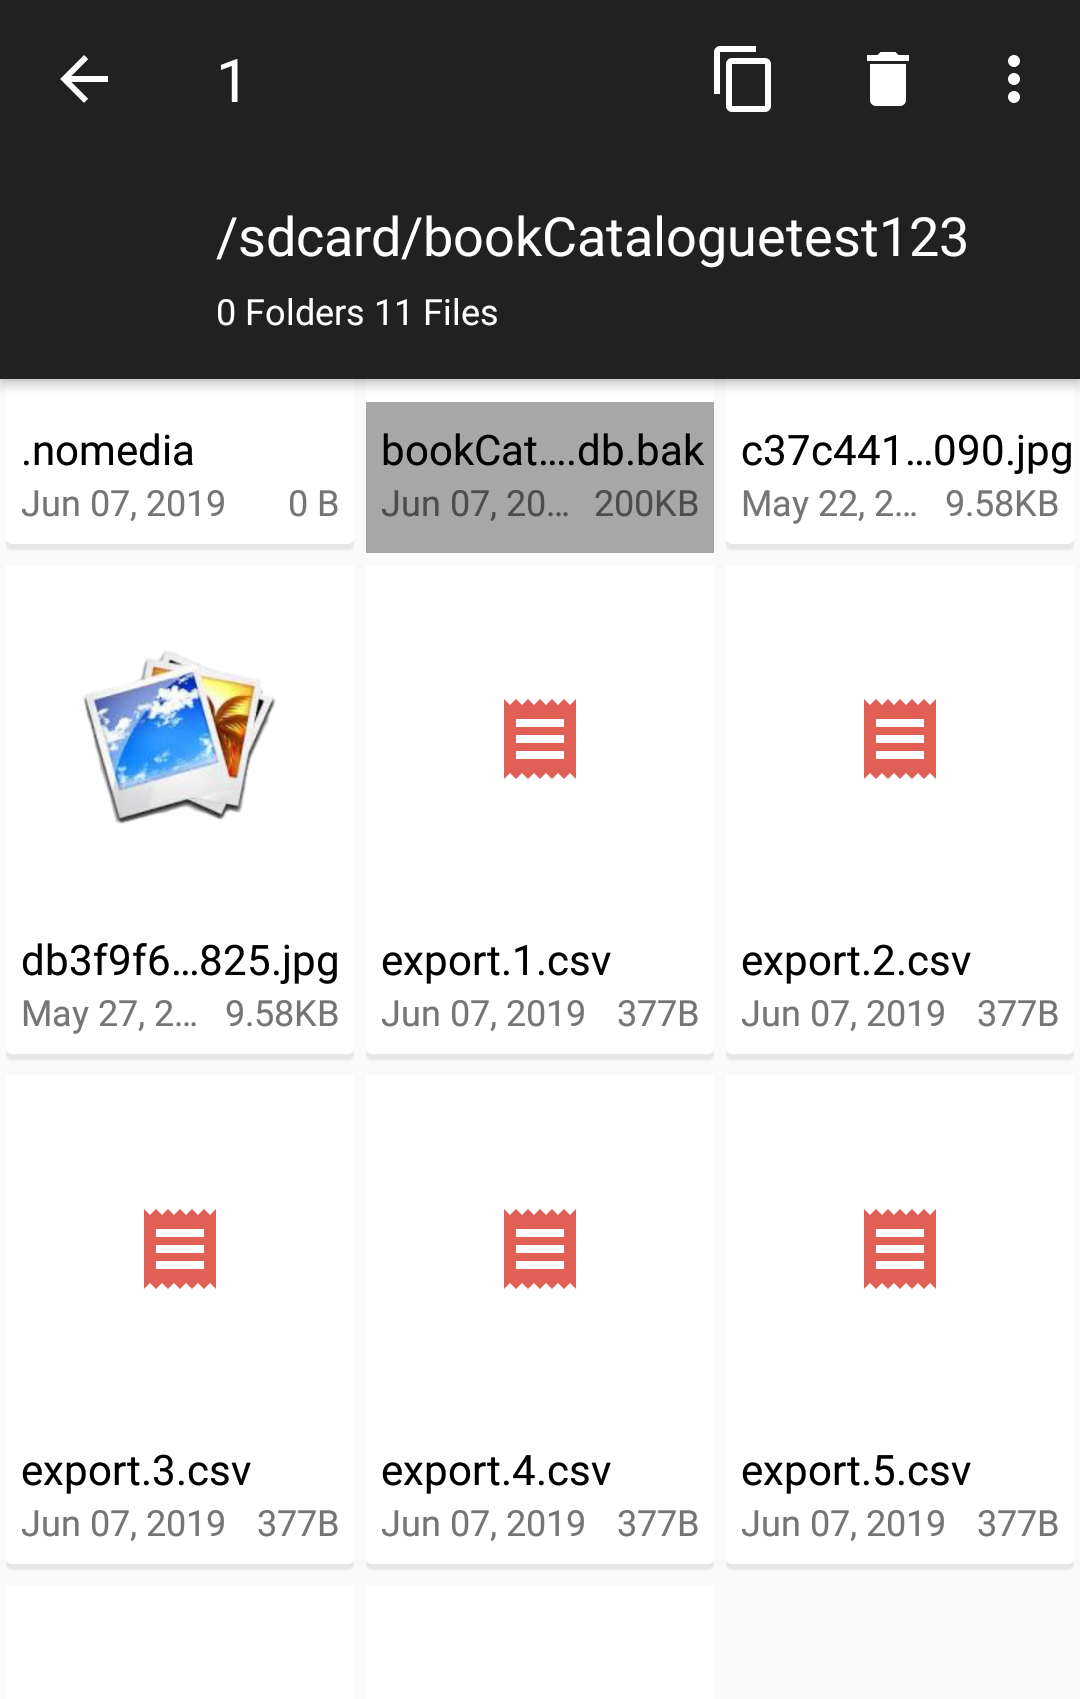 1
/sdcard/bookCataloguetest123
0 Folders 11 Files
.nomedia
Jun 07, 2019 0 B
bookCat....db.bak
Jun 07, 20... 200KB
c37c441...090.jpg
May 22, 2... 9.58KB
db3f9f6...825.jpg
May 27, 2... 9.58KB
export.1.csv
Jun 07, 2019 377B
export.2.csv
Jun 07, 2019 377B
export.3.csv
Jun 07, 2019 377B
export.4.csv
Jun 07, 2019 377B
export.5.csv
Jun 07, 2019 377B